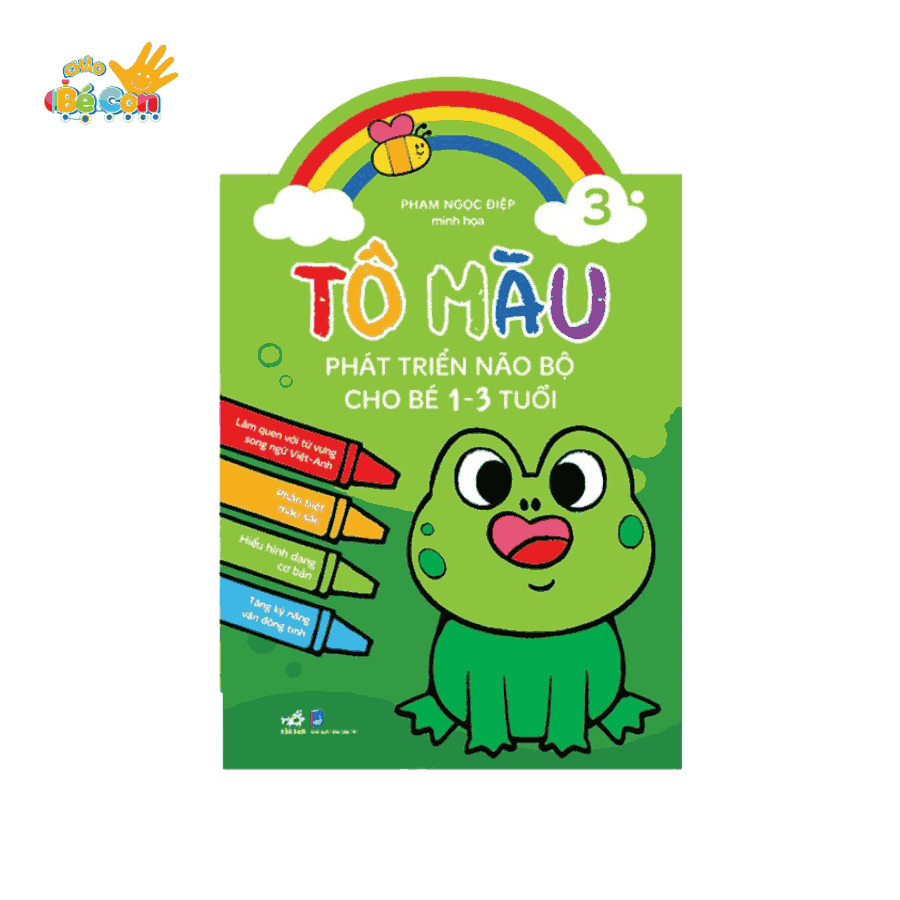 CHÀO
Bé Con
PHẠM NGỌC ĐIỆP
minh họa
3
TÔ MÀU
PHÁT TRIỂN NÃO BỘ
CHO BÉ 1-3 TUỔI
Làm quen với từ vựng
song ngữ Việt-Anh
Phân biệt
màu sắc
Hiểu hình dạng
cơ bản
Tăng kỹ năng
vận động tinh